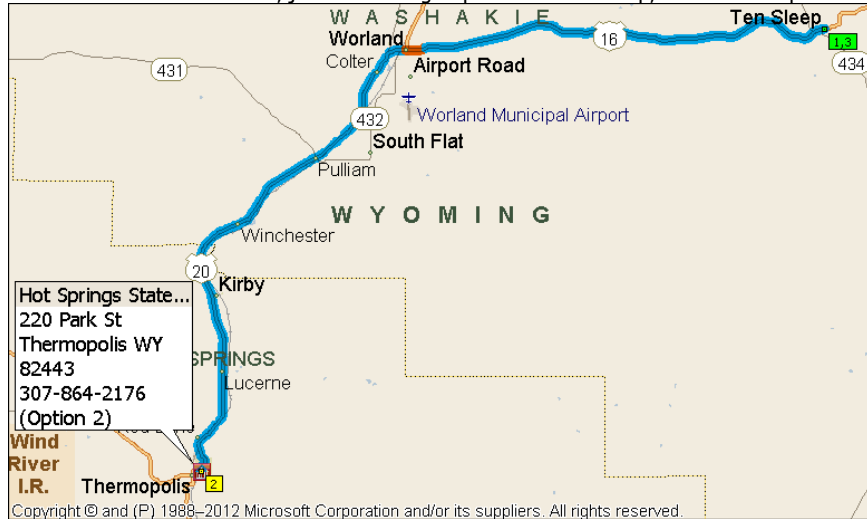 W A S H A K I E
Ten Sleep
Worland
16
1,3
Colter
Airport Road
431
434
Worland Municipal Airport
432
South Flat
Pulliam
W Y O M I N G
Winchester
20
Kirby
Hot Springs State...
220 Park St
Thermopolis WY
82443
307-864-2176
(Option 2)
SPRINGS
Lucerne
Wind
River
I.R.
Thermopolis
2
Copyright © and (P) 1988–2012 Microsoft Corporation and/or its suppliers. All rights reserved.